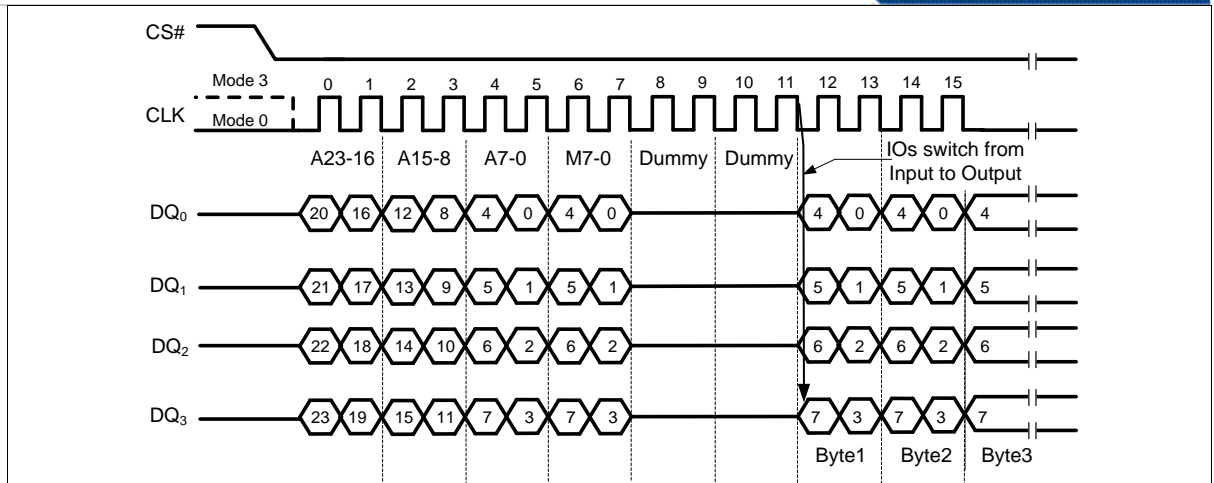 CS#
Mode 3 0 1 2 3 4 5 6 7 8 9 10 11 12 13 14 15
CLK Mode 0
A23-16 A15-8 A7-0 M7-0 Dummy Dummy IOs switch from
Input to Output
DQ0 20 16 12 8 4 0 4 0 4 0 4 0 4
DQ1 21 17 13 9 5 1 5 1 5 1 5 1 5
DQ2 22 18 14 10 6 2 6 2 6 2 6 2 6
DQ3 23 19 15 11 7 3 7 3 7 3 7 3 7
Byte1 Byte2 Byte3